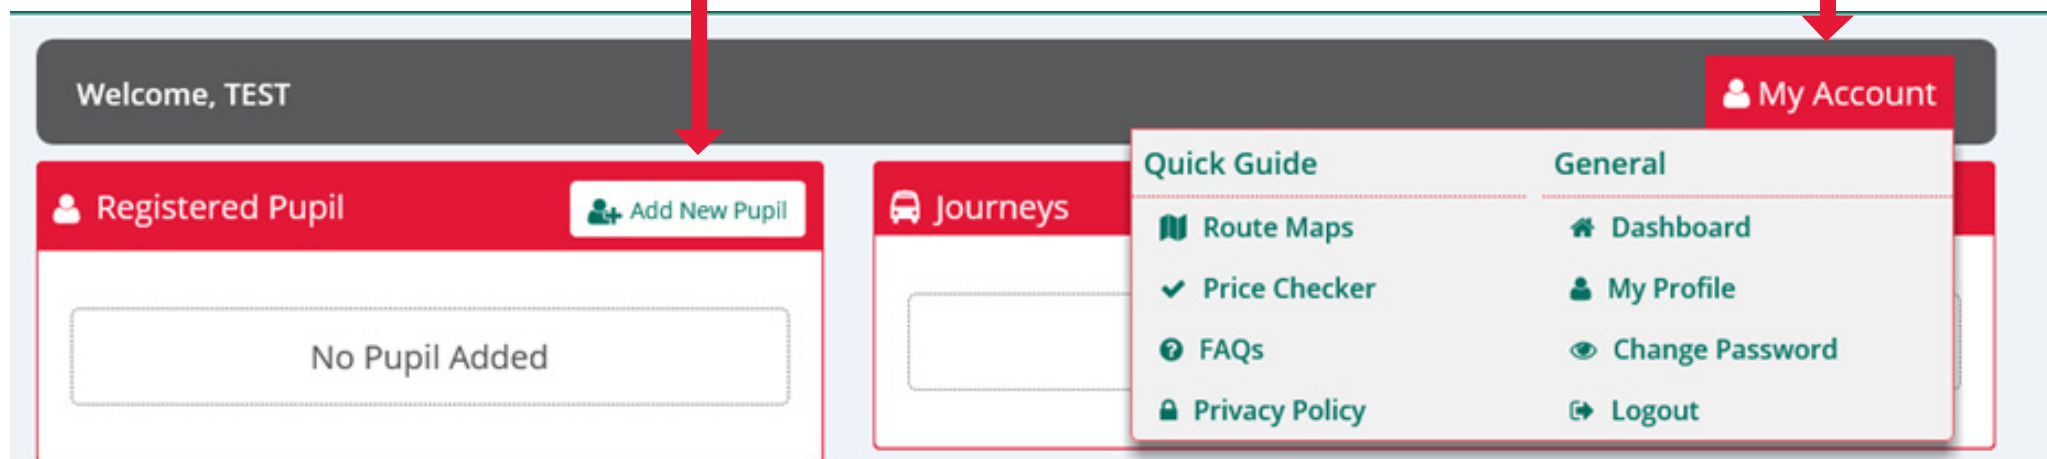 Welcome, TEST
My Account
Registered Pupil
Add New Pupil
No Pupil Added
Journeys
Quick Guide
Route Maps
Price Checker
FAQs
Privacy Policy
General
Dashboard
My Profile
Change Password
Logout